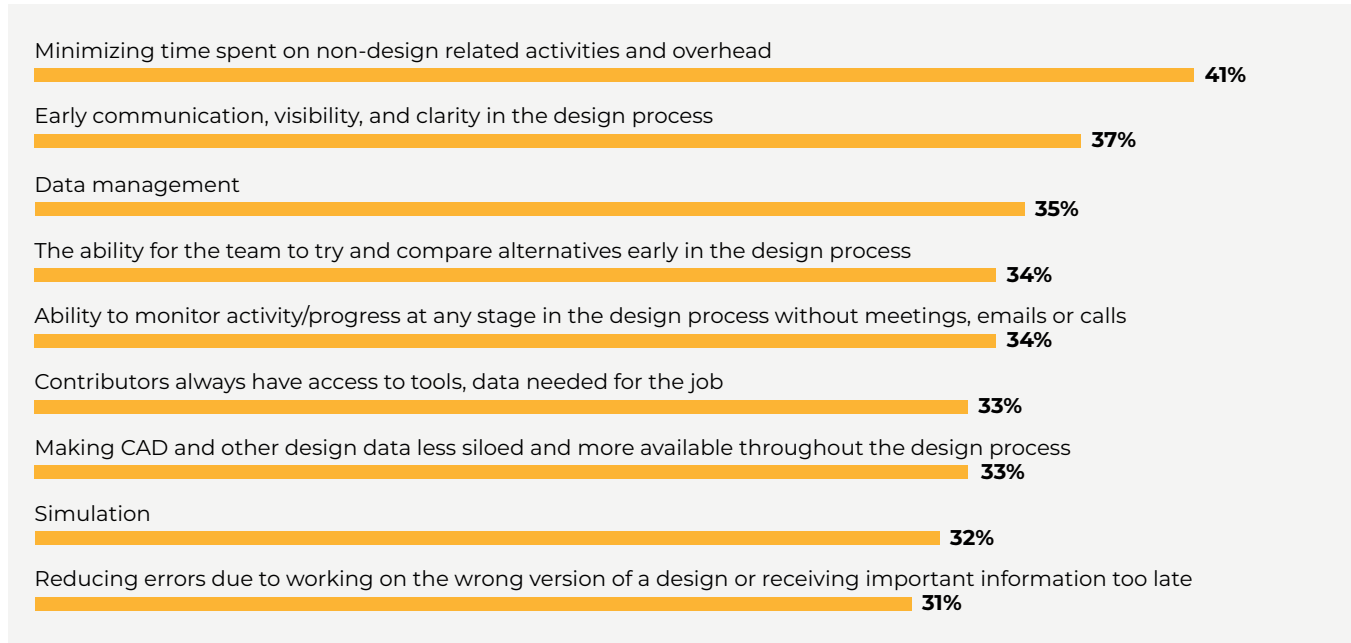 Minimizing time spent on non-design related activities and overhead
41%
Early communication, visibility, and clarity in the design process
37%
Data management
35%
The ability for the team to try and compare alternatives early in the design process
34%
Ability to monitor activity/progress at any stage in the design process without meetings, emails or calls
34%
Contributors always have access to tools, data needed for the job
33%
Making CAD and other design data less siloed and more available throughout the design process
33%
Simulation
32%
Reducing errors due to working on the wrong version of a design or receiving important information too late
31%